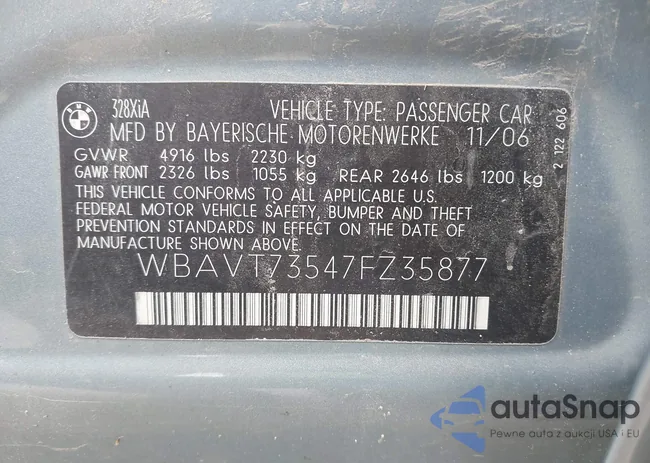 BMW
328XiA VEHICLE TYPE: PASSENGER CAR
MFD BY BAYERISCHE MOTORENWERKE 11/06
GVWR 4916 lbs 2230 kg
GAWR FRONT 2326 lbs 1055 kg REAR 2646 lbs 1200 kg
THIS VEHICLE CONFORMS TO ALL APPLICABLE U.S.
FEDERAL MOTOR VEHICLE SAFETY, BUMPER AND THEFT
PREVENTION STANDARDS IN EFFECT ON THE DATE OF
MANUFACTURE SHOWN ABOVE.
WBAVT73547FZ35877
2 122 606
autaSnap
Pewne auta z aukcji USA i EU